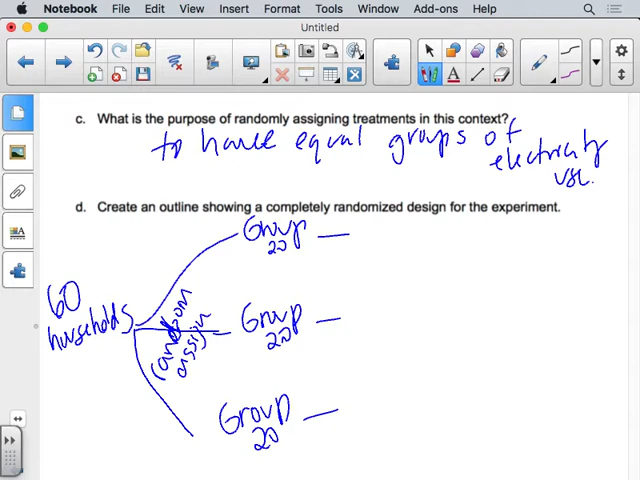 Notebook Edit View Insert Format Tools Window Add-ons Help
Untitled
c. What is the purpose of randomly assigning treatments in this context?
to have equal groups of
electricity
use.
d. Create an outline showing a completely randomized design for the experiment.
Group
20
60
households
random
assign
Group
20
Group
20